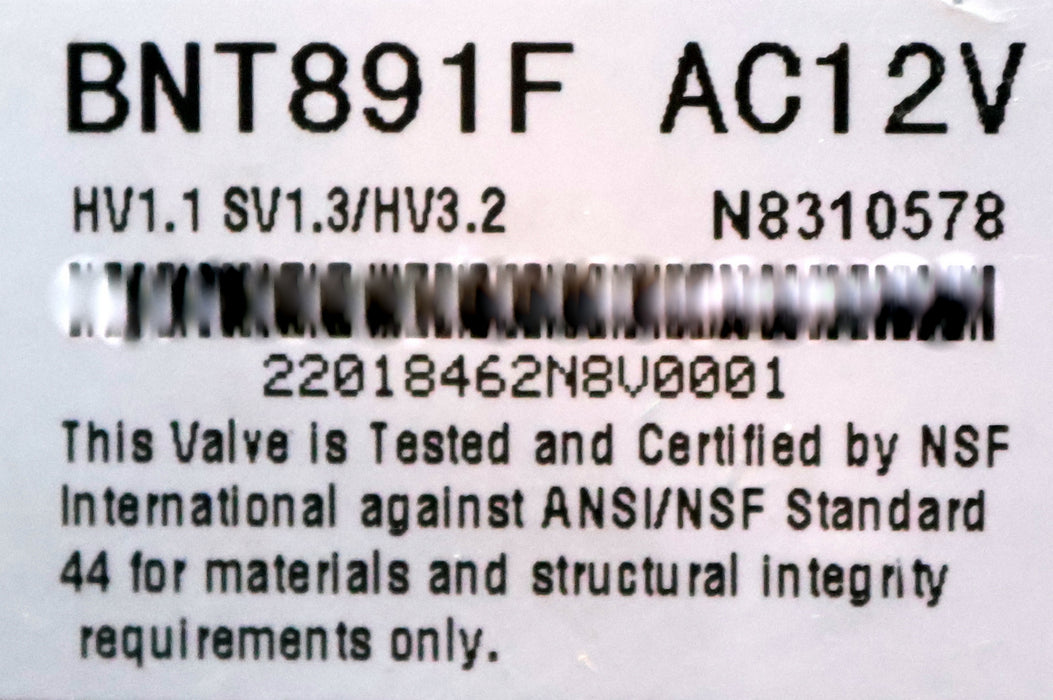 BNT891F AC12V
HV1.1 SV1.3/HV3.2 N8310578
22018462N8V0001
This Valve is Tested and Certified by NSF
International against ANSI/NSF Standard
44 for materials and structural integrity
requirements only.